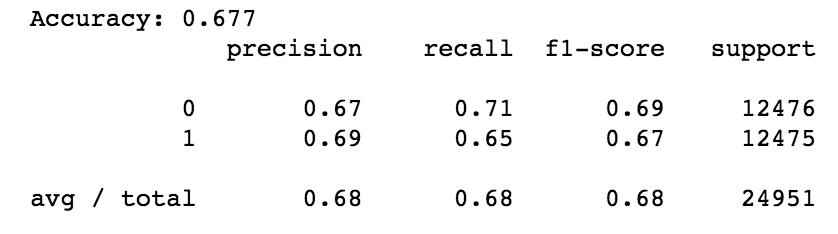 Accuracy: 0.677
precision recall f1-score support
0 0.67 0.71 0.69 12476
1 0.69 0.65 0.67 12475
avg / total 0.68 0.68 0.68 24951